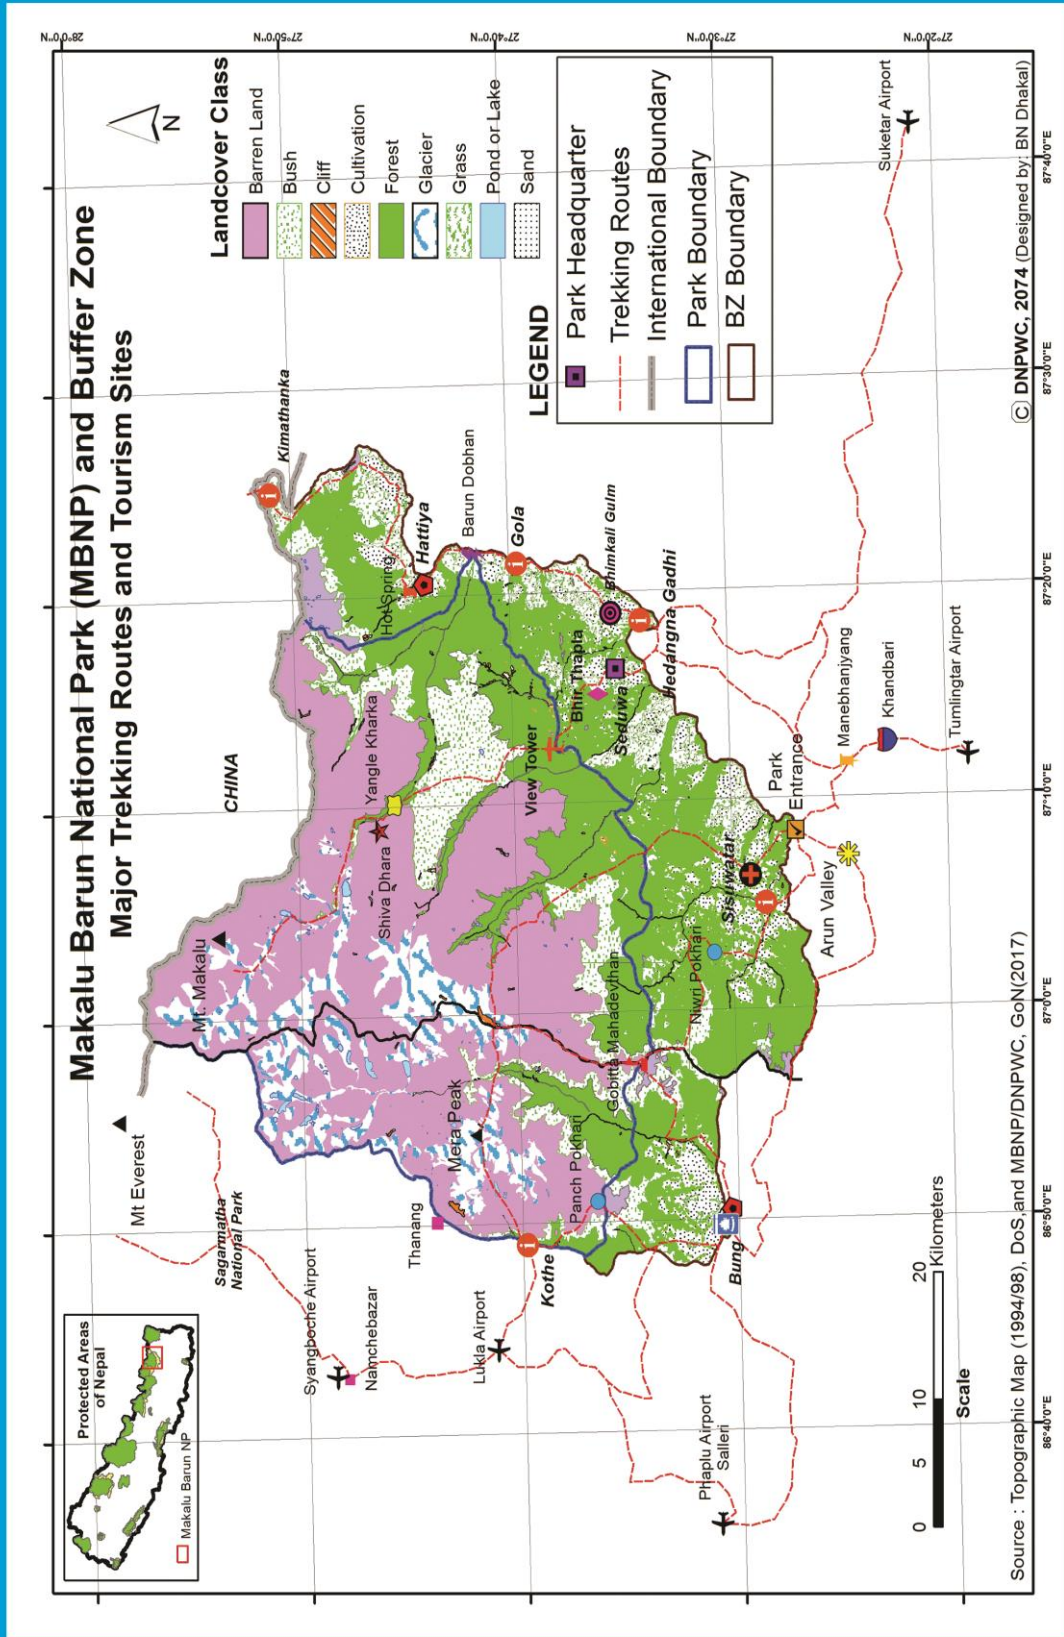 Makalu Barun National Park (MBNP) and Buffer Zone
Major Trekking Routes and Tourism Sites
Protected Areas
of Nepal
Makalu Barun NP
N
Landcover Class
Barren Land
Bush
Cliff
Cultivation
Forest
Glacier
Grass
Pond or Lake
Sand
LEGEND
Park Headquarter
Trekking Routes
International Boundary
Park Boundary
BZ Boundary
28°0'0"N
27°50'0"N
27°40'0"N
27°30'0"N
27°20'0"N
86°40'0"E
86°50'0"E
87°0'0"E
87°10'0"E
87°20'0"E
87°30'0"E
87°40'0"E
Mt Everest
Sagarmatha
National Park
Syangboche Airport
Namchebazar
Lukla Airport
Phaplu Airport
Salleri
Thanang
Kothe
Mera Peak
Panch Pokhari
Bung
Mt. Makalu
CHINA
Shiva Dhara
Yangle Kharka
Gobitta Mahadevthan
Niwri Pokhari
Sisuwatar
Arun Valley
Park
Entrance
View Tower
Bhiri Thapla
Seduwa
Hedangna Gadhi
Bhimkali Gulm
Gola
Barun Dobhan
Hattiya
Hot Spring
Kimathanka
Manebhanjyang
Khandbari
Tumlingtar Airport
Suketar Airport
0 5 10 20
Kilometers
Scale
Source : Topographic Map (1994/98), DoS,and MBNP/DNPWC, GoN(2017)
© DNPWC, 2074 (Designed by: BN Dhakal)